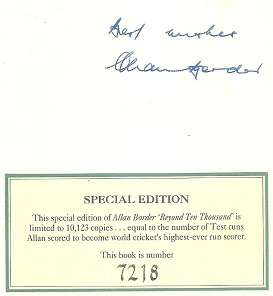 Best wishes
Allan Border
SPECIAL EDITION
This special edition of Allan Border 'Beyond Ten Thousand' is
limited to 10,123 copies . . . equal to the number of Test runs
Allan scored to become world cricket's highest-ever run scorer.
This book is number
7218